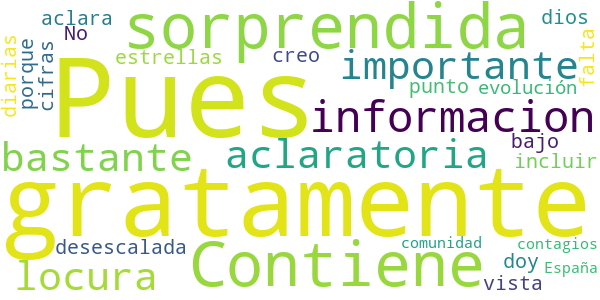 aclara
No
sorprendida
dios
diarias
porque
cifras
estrellas
creo
importante
falta
Pues
punto
evolución
informacion
bastante
aclaratoria
bajo
incluir
gratamente
desescalada
Contiene
comunidad
contagios
locura
doy
España
vista